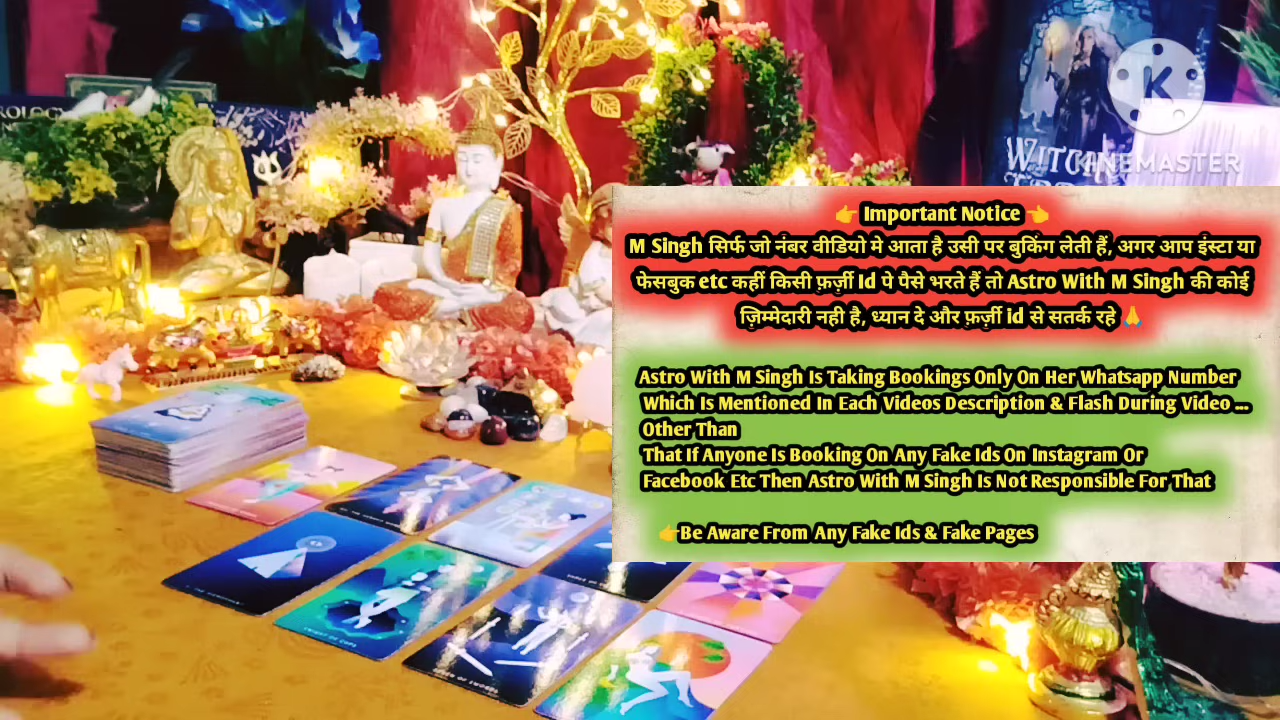 K
KINEMASTER
WITCH
👉 Important Notice 👈
M Singh सिर्फ जो नंबर वीडियो मे आता है उसी पर बुकिंग लेती हैं, अगर आप इंस्टा या
फेसबुक etc कहीं किसी फ़र्ज़ी Id पे पैसे भरते हैं तो Astro With M Singh की कोई
ज़िम्मेदारी नही है, ध्यान दे और फ़र्ज़ी id से सतर्क रहे 🙏
Astro With M Singh Is Taking Bookings Only On Her Whatsapp Number
Which Is Mentioned In Each Videos Description & Flash During Video ...
Other Than
That If Anyone Is Booking On Any Fake Ids On Instagram Or
Facebook Etc Then Astro With M Singh Is Not Responsible For That
👉Be Aware From Any Fake Ids & Fake Pages
KNIGHT OF CUPS